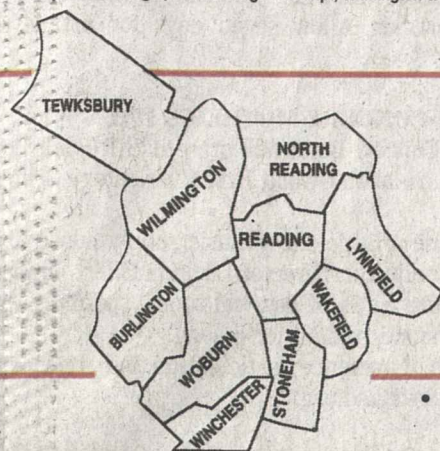 TEWKSBURY
NORTH
READING
WILMINGTON
READING
LYNNFIELD
BURLINGTON
WAKEFIELD
WOBURN
STONEHAM
WINCHESTER